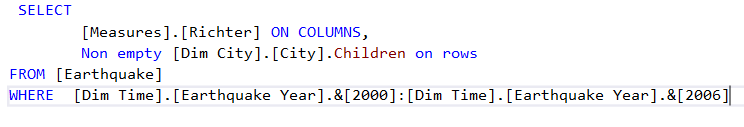 SELECT
[Measures].[Richter] ON COLUMNS,
Non empty [Dim City].[City].Children on rows
FROM [Earthquake]
WHERE  [Dim Time].[Earthquake Year].&[2000]:[Dim Time].[Earthquake Year].&[2006]